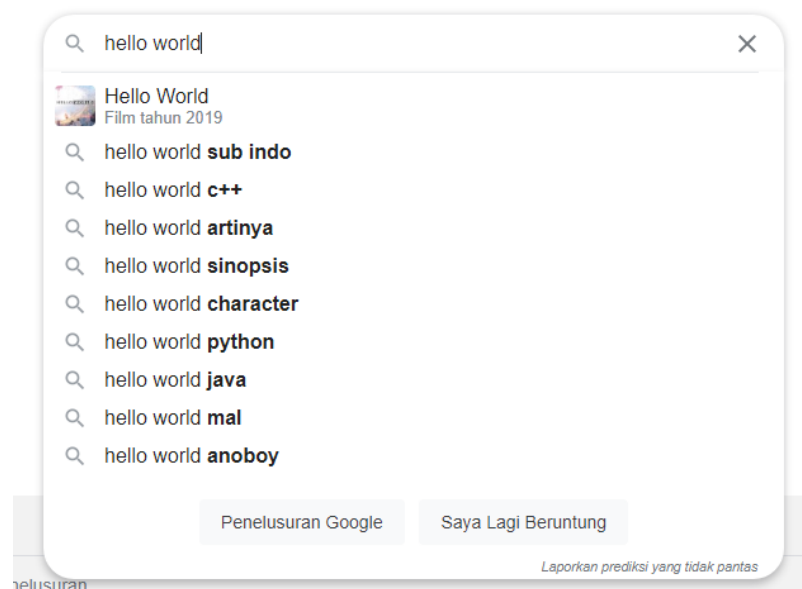 hello world
Hello World
Film tahun 2019
hello world sub indo
hello world c++
hello world artinya
hello world sinopsis
hello world character
hello world python
hello world java
hello world mal
hello world anoboy
Penelusuran Google Saya Lagi Beruntung
Laporkan prediksi yang tidak pantas